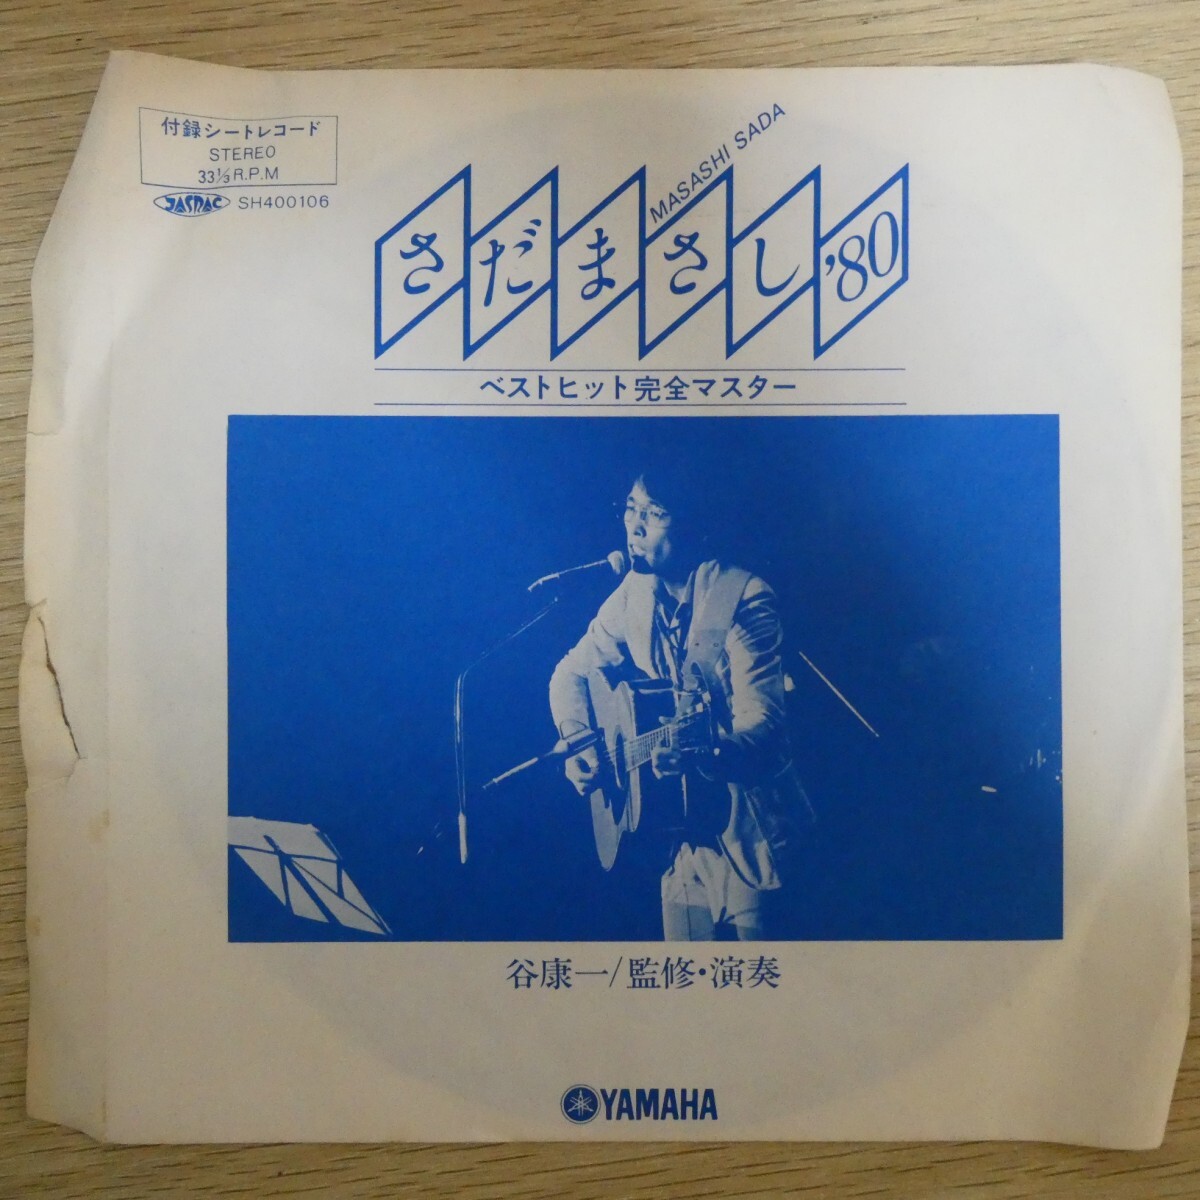 付録シートレコード
STEREO
33⅓ R.P.M
JASRAC SH400106
MASASHI SADA
さだまさし'80
ベストヒット完全マスター
谷康一/監修・演奏
YAMAHA